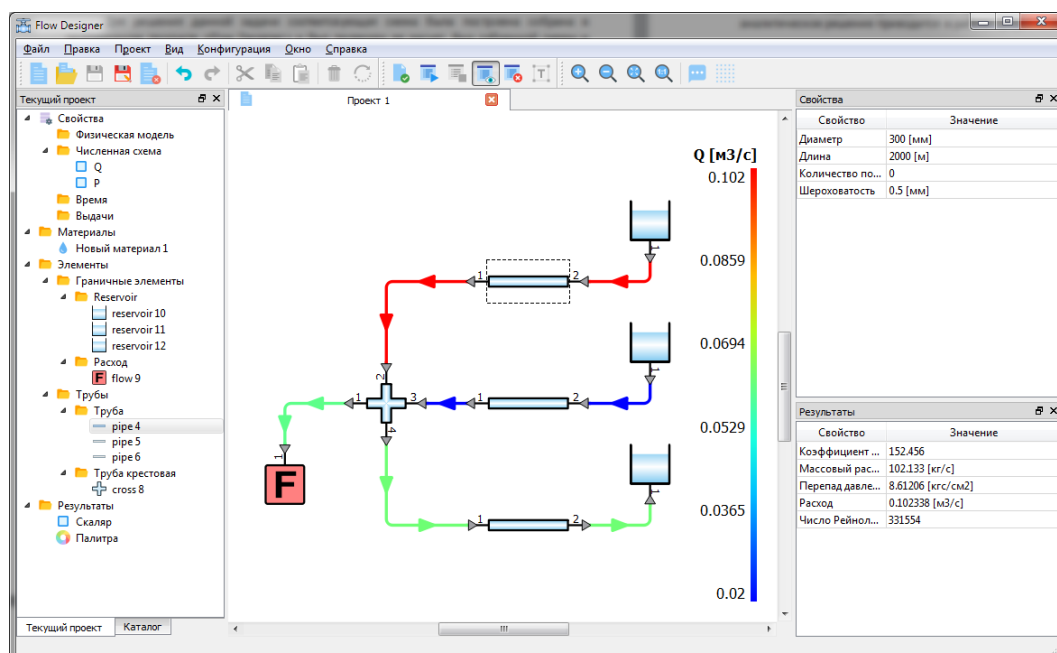 Flow Designer
Файл Правка Проект Вид Конфигурация Окно Справка
Текущий проект
Свойства
Физическая модель
Численная схема
Q
P
Время
Выдачи
Материалы
Новый материал 1
Элементы
Граничные элементы
Reservoir
reservoir 10
reservoir 11
reservoir 12
Расход
F flow 9
Трубы
Труба
pipe 4
pipe 5
pipe 6
Труба крестовая
cross 8
Результаты
Скаляр
Палитра
Текущий проект Каталог
Проект 1
Q [м3/с]
0.102
0.0859
0.0694
0.0529
0.0365
0.02
1
1 2
2
1
1 3 1 2
4
1
F
1
1 2
Свойства
Свойство Значение
Диаметр 300 [мм]
Длина 2000 [м]
Количество по... 0
Шероховатость 0.5 [мм]
Результаты
Свойство Значение
Коэффициент ... 152.456
Массовый рас... 102.133 [кг/с]
Перепад давле... 8.61206 [кгс/см2]
Расход 0.102338 [м3/с]
Число Рейнол... 331554